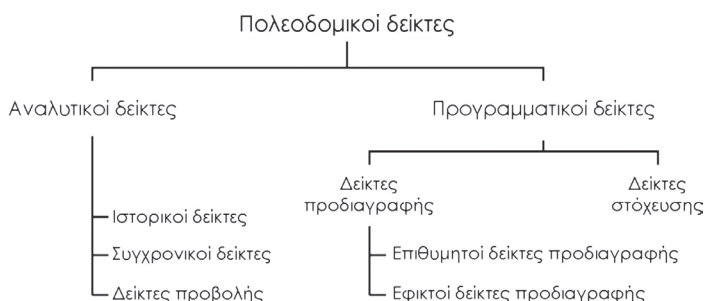 Πολεοδομικοί δείκτες
Αναλυτικοί δείκτες
Προγραμματικοί δείκτες
Δείκτες
προδιαγραφής
Δείκτες
στόχευσης
Ιστορικοί δείκτες
Συγχρονικοί δείκτες
Δείκτες προβολής
Επιθυμητοί δείκτες προδιαγραφής
Εφικτοί δείκτες προδιαγραφής